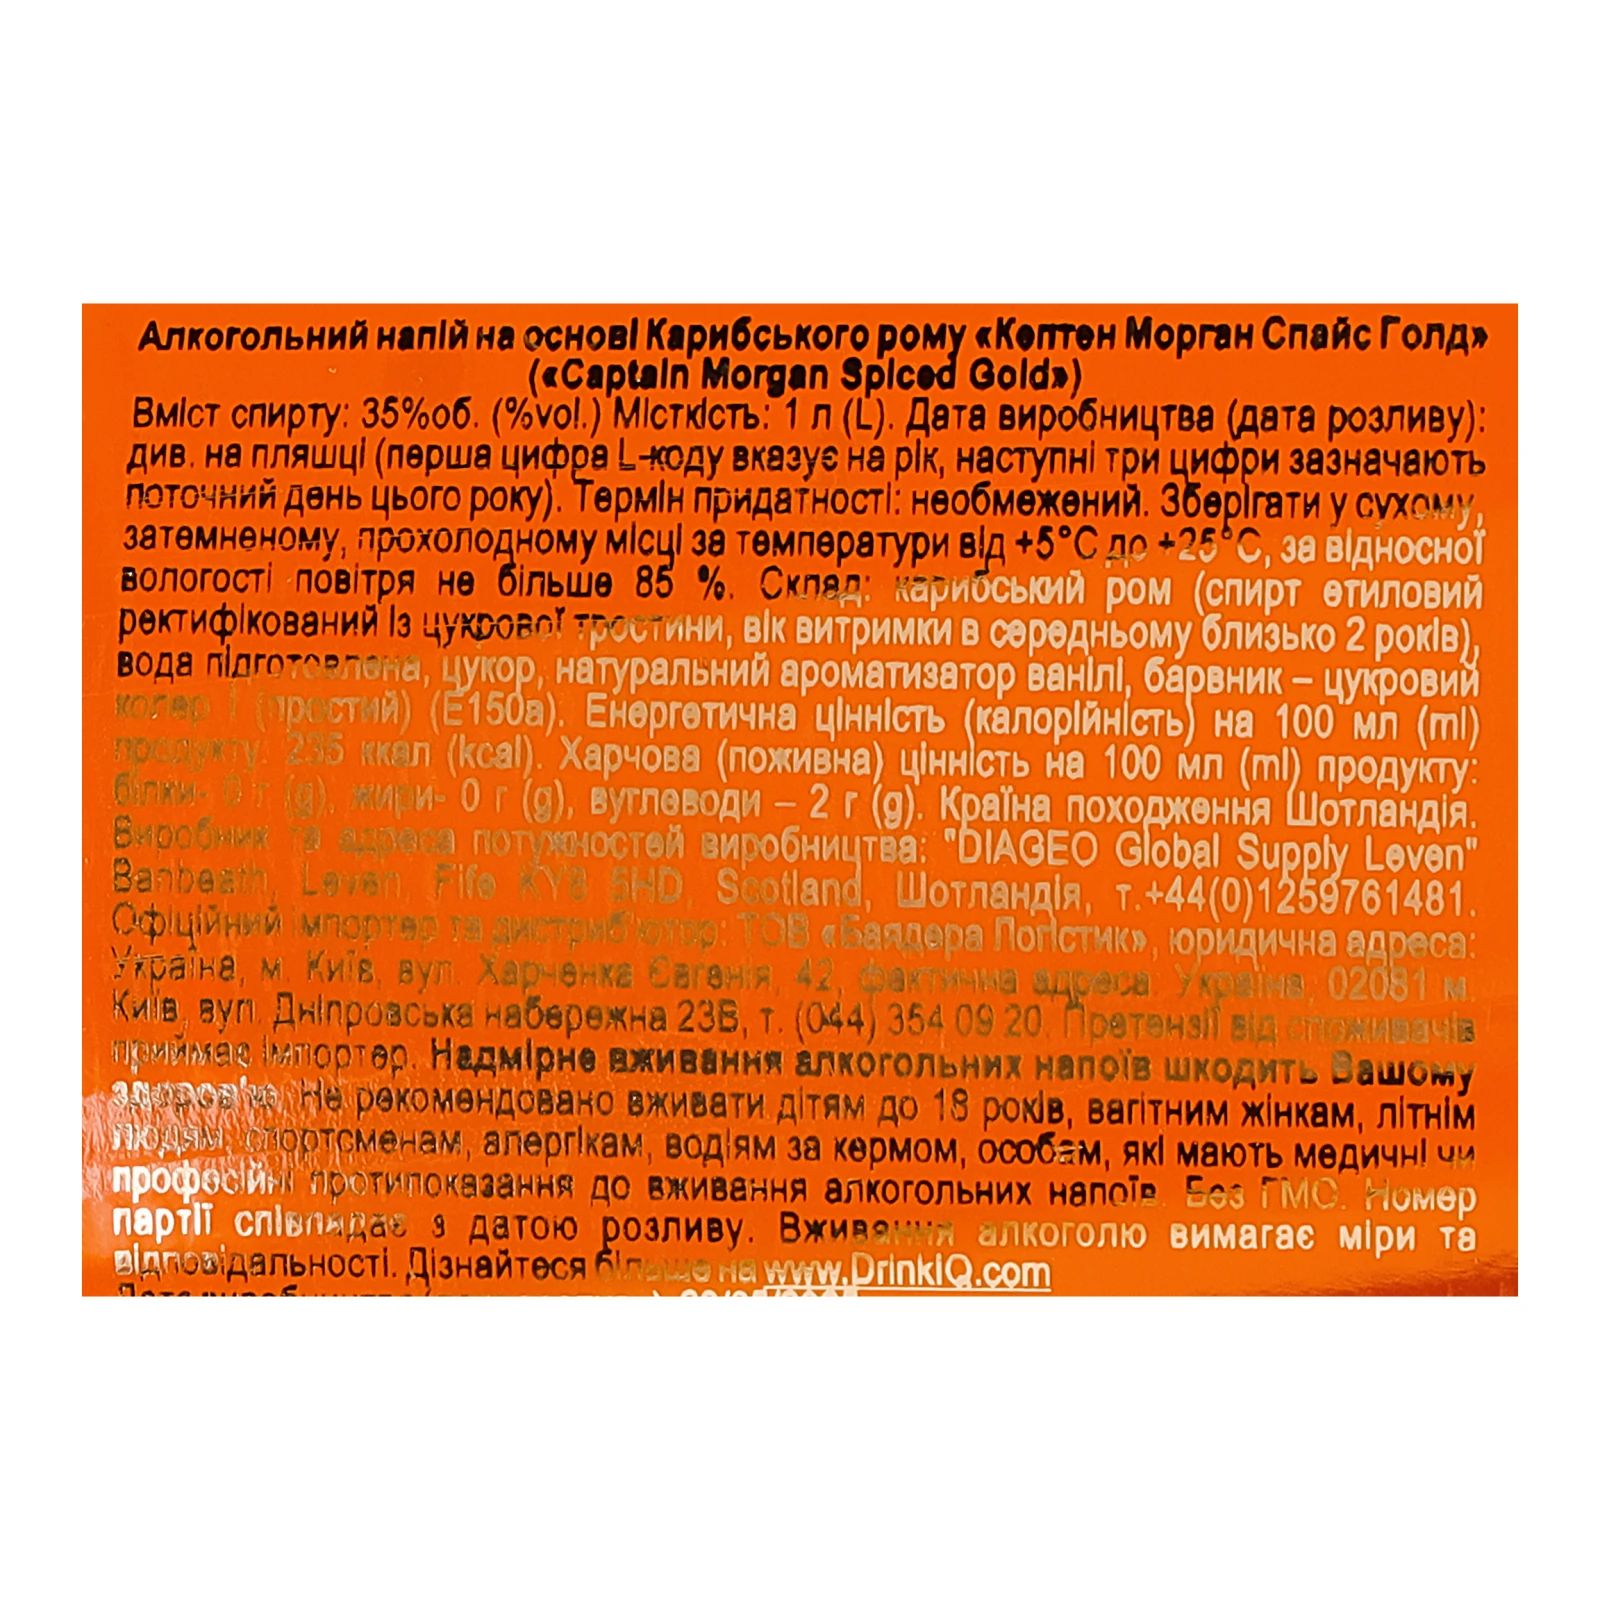 Алкогольний напій на основі Карибського рому «Кептен Морган Спайс Голд»
(«Captain Morgan Spiced Gold»)
Вміст спирту: 35%об. (%vol.) Місткість: 1 л (L). Дата виробництва (дата розливу):
див. на пляшці (перша цифра L-коду вказує на рік, наступні три цифри зазначають
поточний день цього року). Термін придатності: необмежений. Зберігати у сухому,
затемненому, прохолодному місці за температури від +5°С до +25°С, за відносної
вологості повітря не більше 85 %. Склад: карибський ром (спирт етиловий
ректифікований із цукрової тростини, вік витримки в середньому близько 2 років),
вода підготовлена, цукор, натуральний ароматизатор ванілі, барвник – цукровий
колер I (простий) (Е150а). Енергетична цінність (калорійність) на 100 мл (ml)
продукту: 235 ккал (kcal). Харчова (поживна) цінність на 100 мл (ml) продукту:
білки- 0 г (g), жири- 0 г (g), вуглеводи – 2 г (g). Країна походження Шотландія.
Виробник та адреса потужностей виробництва: "DIAGEO Global Supply Leven"
Banbeath, Leven, Fife KY8 5HD, Scotland, Шотландія, т.+44(0)1259761481.
Офіційний імпортер та дистриб'ютор: ТОВ «Баядера Логістик», юридична адреса:
Україна, м. Київ, вул. Харченка Євгенія, 42, фактична адреса: Україна, 02081 м.
Київ, вул. Дніпровська набережна 23В, т. (044) 354 09 20. Претензії від споживачів
приймає імпортер. Надмірне вживання алкогольних напоїв шкодить Вашому
здоров'ю. Не рекомендовано вживати дітям до 18 років, вагітним жінкам, літнім
людям, спортсменам, алергікам, водіям за кермом, особам, які мають медичні чи
професійні протипоказання до вживання алкогольних напоїв. Без ГМО. Номер
партії співпадає з датою розливу. Вживання алкоголю вимагає міри та
відповідальності. Дізнайтеся більше на www.DrinkIQ.com